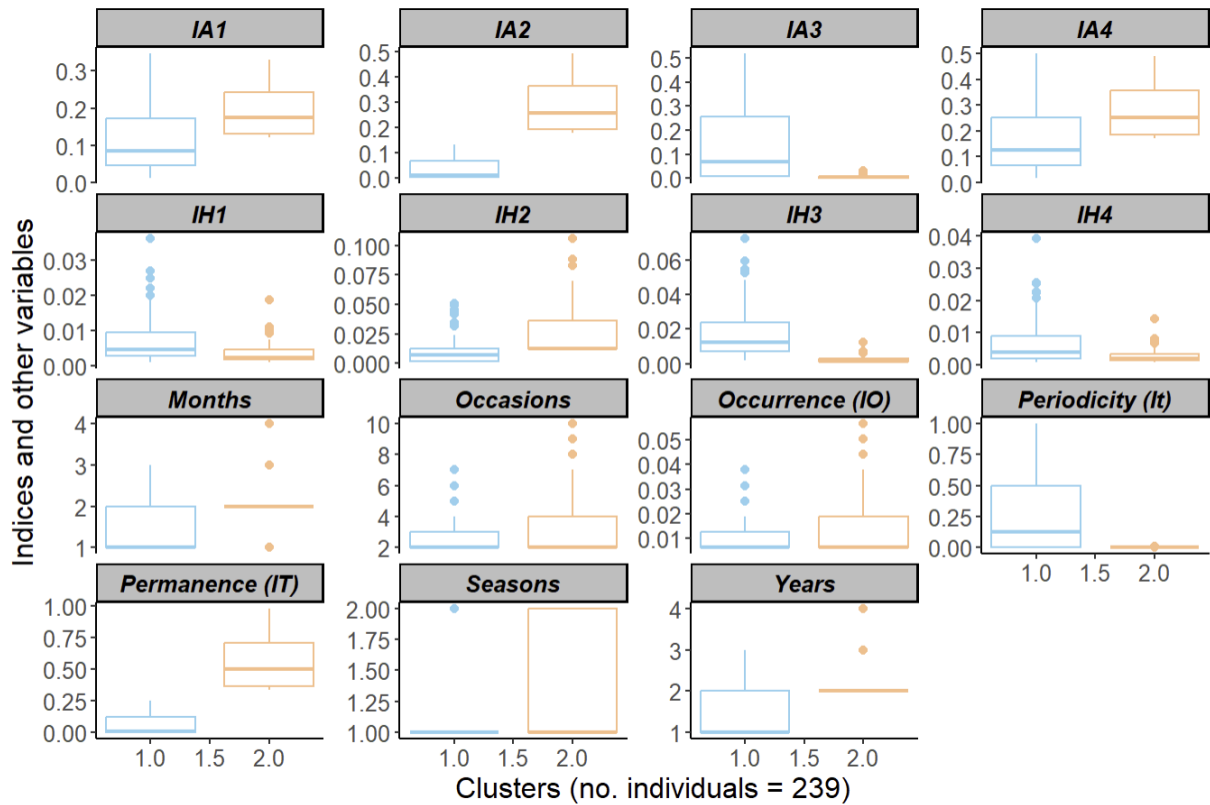 IA1 IA2 IA3 IA4
0.3 0.5 0.5 0.5
0.4 0.4 0.4
0.2 0.3 0.3 0.3
0.2 0.2 0.2
0.1 0.1 0.1 0.1
0.0 0.0 0.0 0.0
IH1 IH2 IH3 IH4
0.03 0.100 0.06 0.04
0.075 0.03
0.02 0.050 0.04 0.02
0.01 0.025 0.02 0.01
0.00 0.000 0.00 0.00
Months Occasions Occurrence (IO) Periodicity (It)
4 10 0.05 1.00
8 0.04 0.75
3 6 0.03 0.50
2 4 0.02 0.25
1 2 0.01 0.00
1.0 1.5 2.0
Permanence (IT) Seasons Years
1.00 2.00 4
0.75 1.75 3
0.50 1.50
0.25 1.25 2
0.00 1.00 1
1.0 1.5 2.0 1.0 1.5 2.0 1.0 1.5 2.0
Indices and other variables
Clusters (no. individuals = 239)